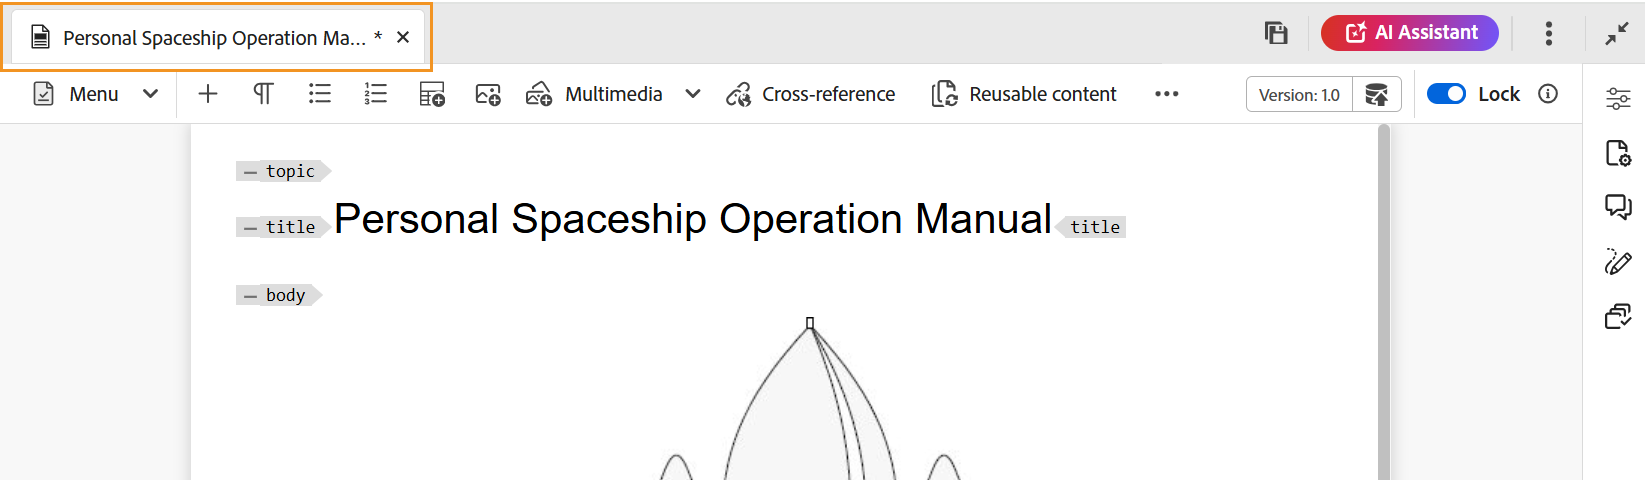 Personal Spaceship Operation Ma... *
AI Assistant
Menu
Multimedia
Cross-reference
Reusable content
Version: 1.0
Lock
topic
title Personal Spaceship Operation Manual title
body